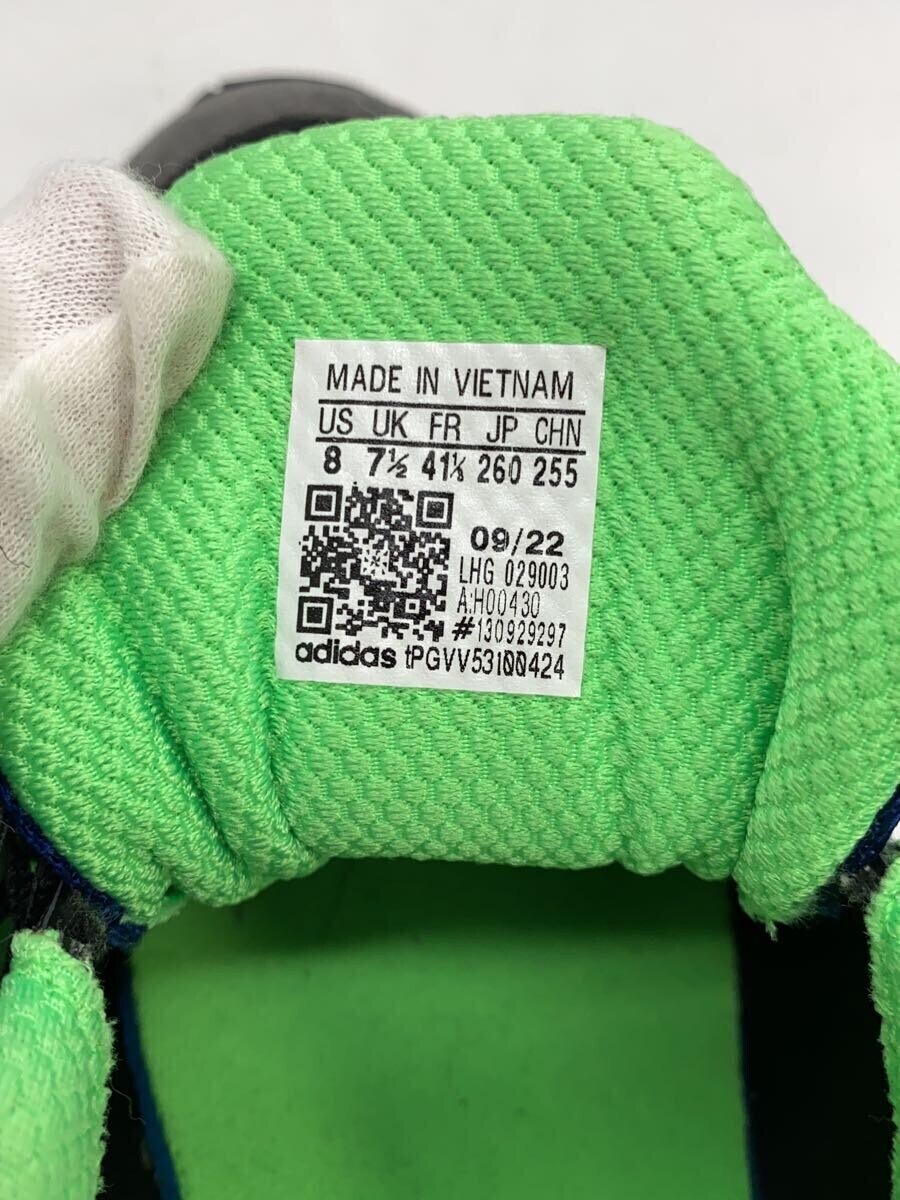 MADE IN VIETNAM
US UK FR JP CHN
8 7½ 41⅓ 260 255
09/22
LHG 029003
A:H00430
#130929297
adidas tPGVV53100424